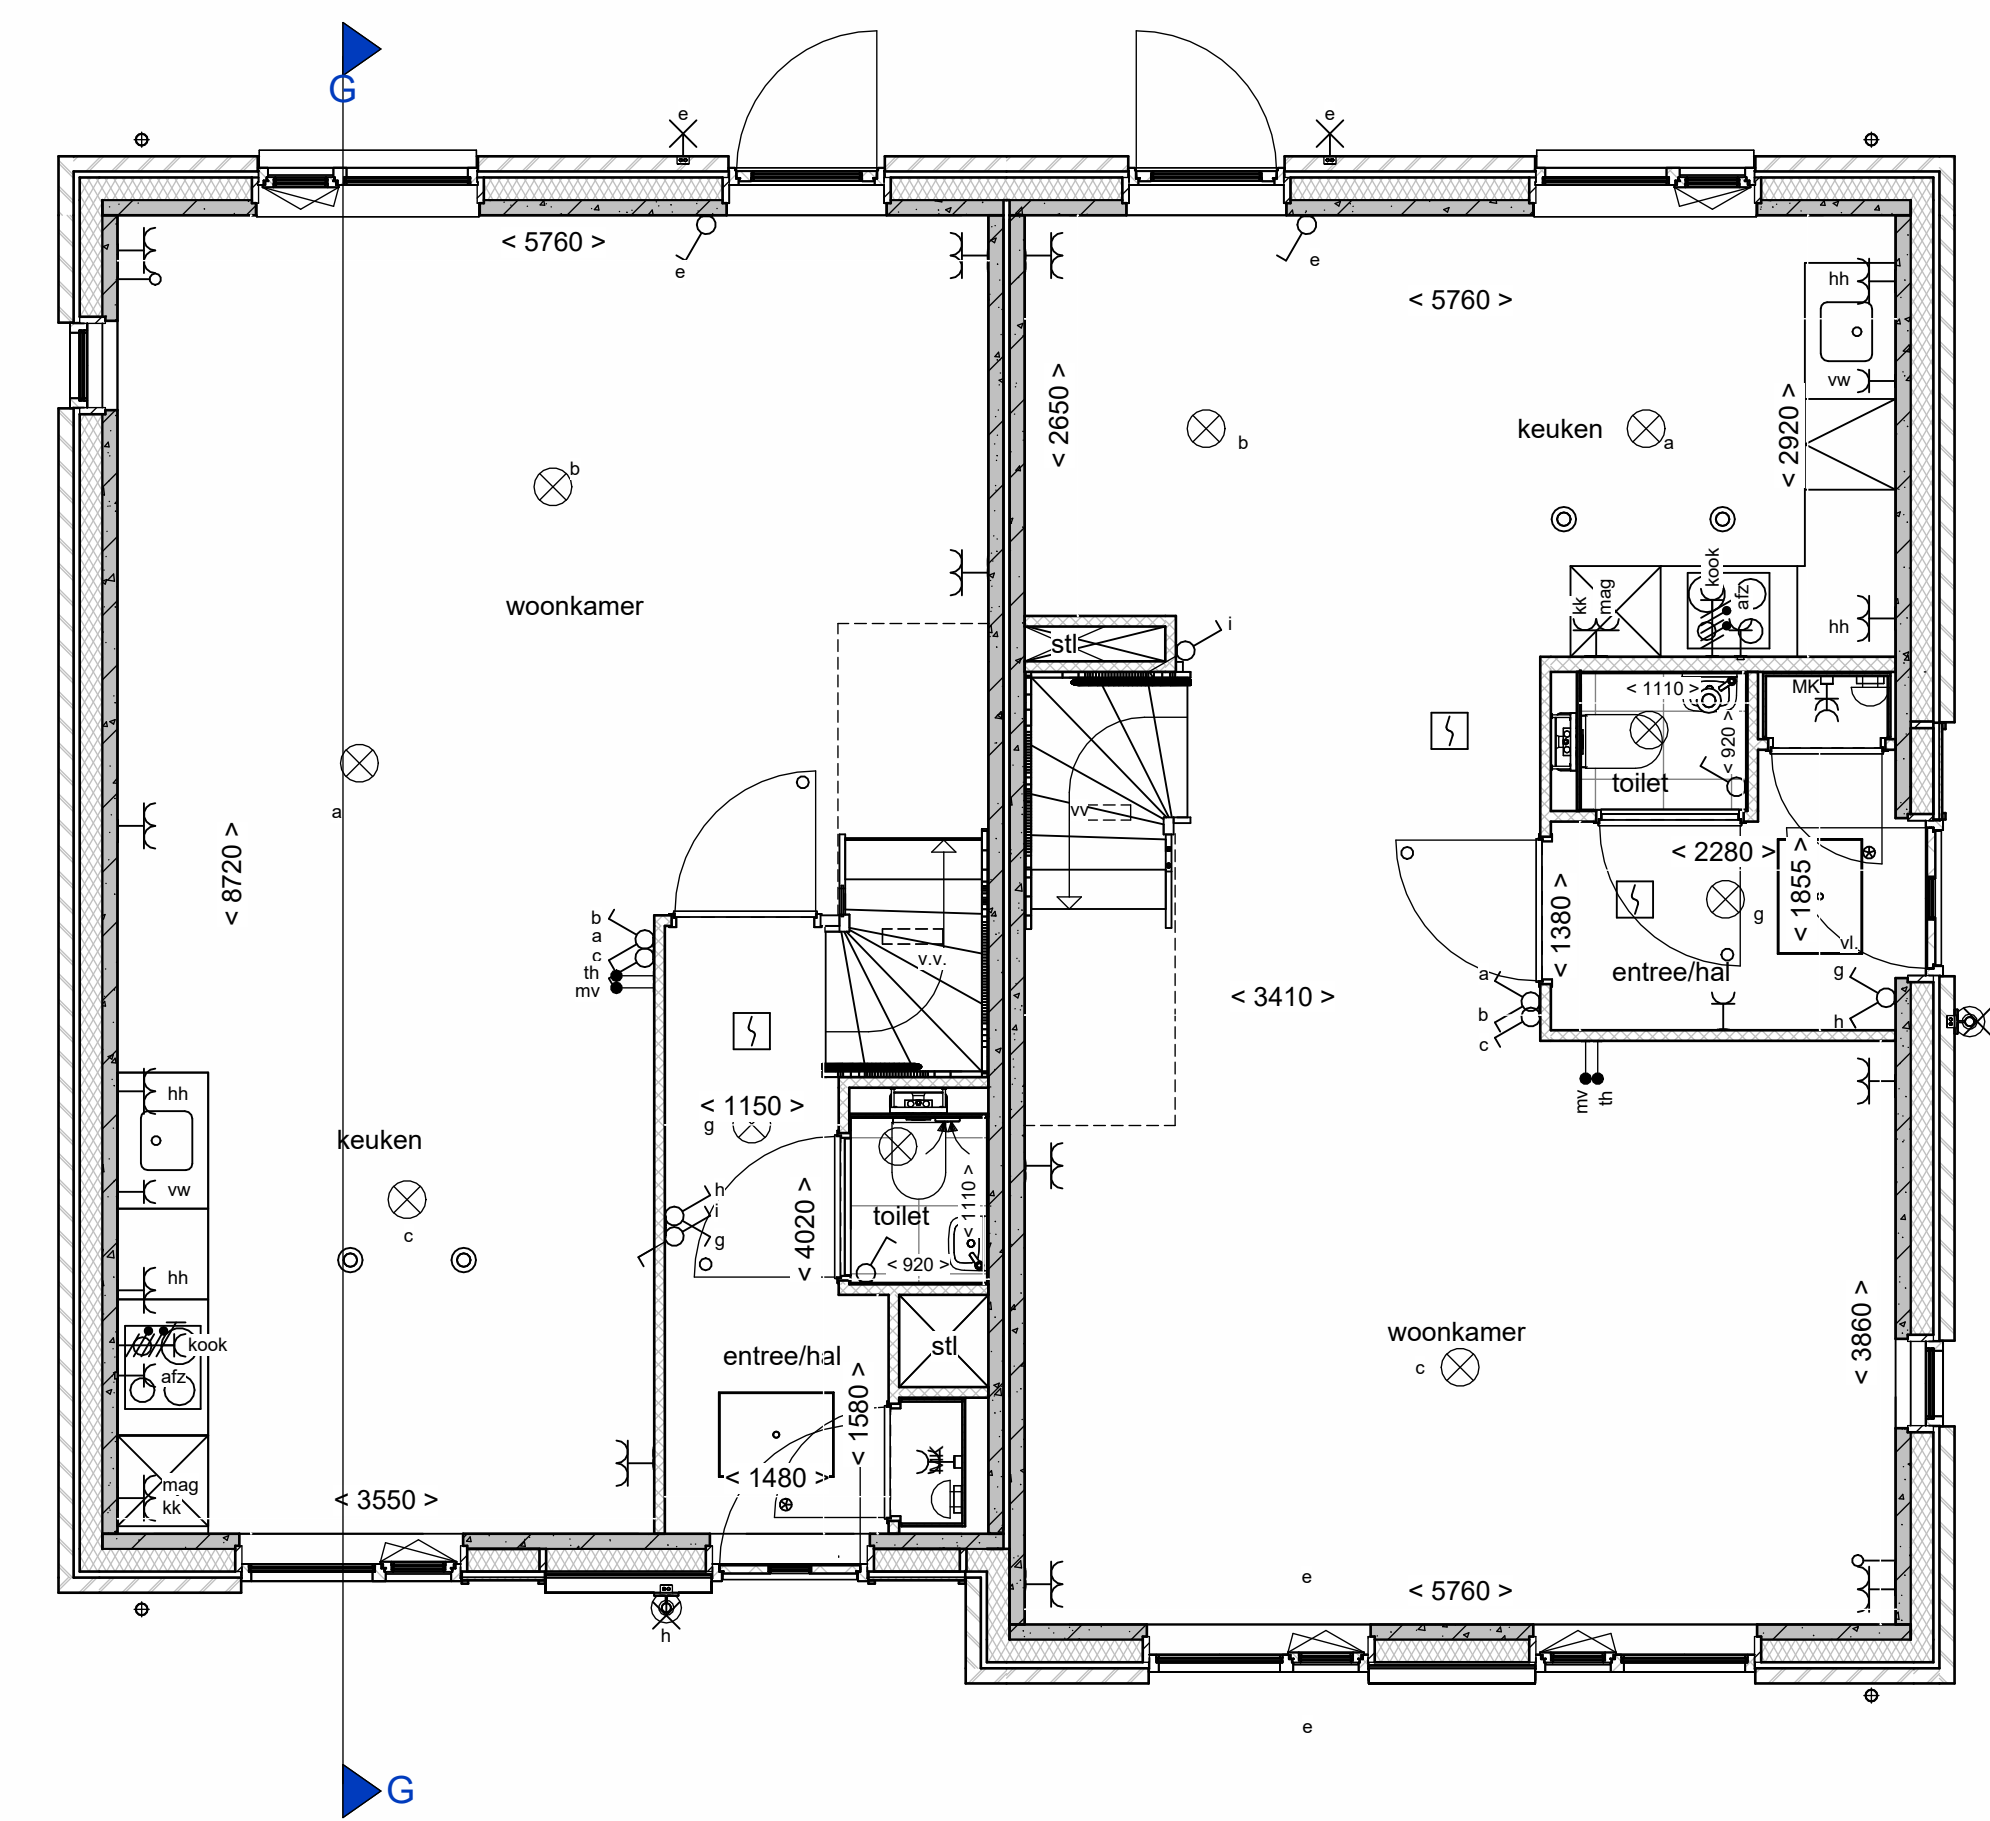 G
e
e
< 5760 >
e
e
< 5760 >
hh
vw
b
< 2650 >
b
keuken
a
< 2920 >
woonkamer
kk
mag
kook
afz
hh
stl
i
< 1110 >
MK
< 920 >
toilet
a
vv
< 8720 >
< 2280 >
< 1855 >
b
a
c
th
mv
v.v.
< 1380 >
g
vl.
entree/hal
a
g
b
h
c
< 3410 >
mv
th
hh
< 1150 >
g
keuken
vw
h
i
g
< 4020 >
toilet
< 1110 >
< 920 >
c
hh
kook
afz
entree/hal
stl
woonkamer
c
< 3860 >
< 1580 >
MK
< 1480 >
mag
kk
< 3550 >
e
< 5760 >
h
e
G